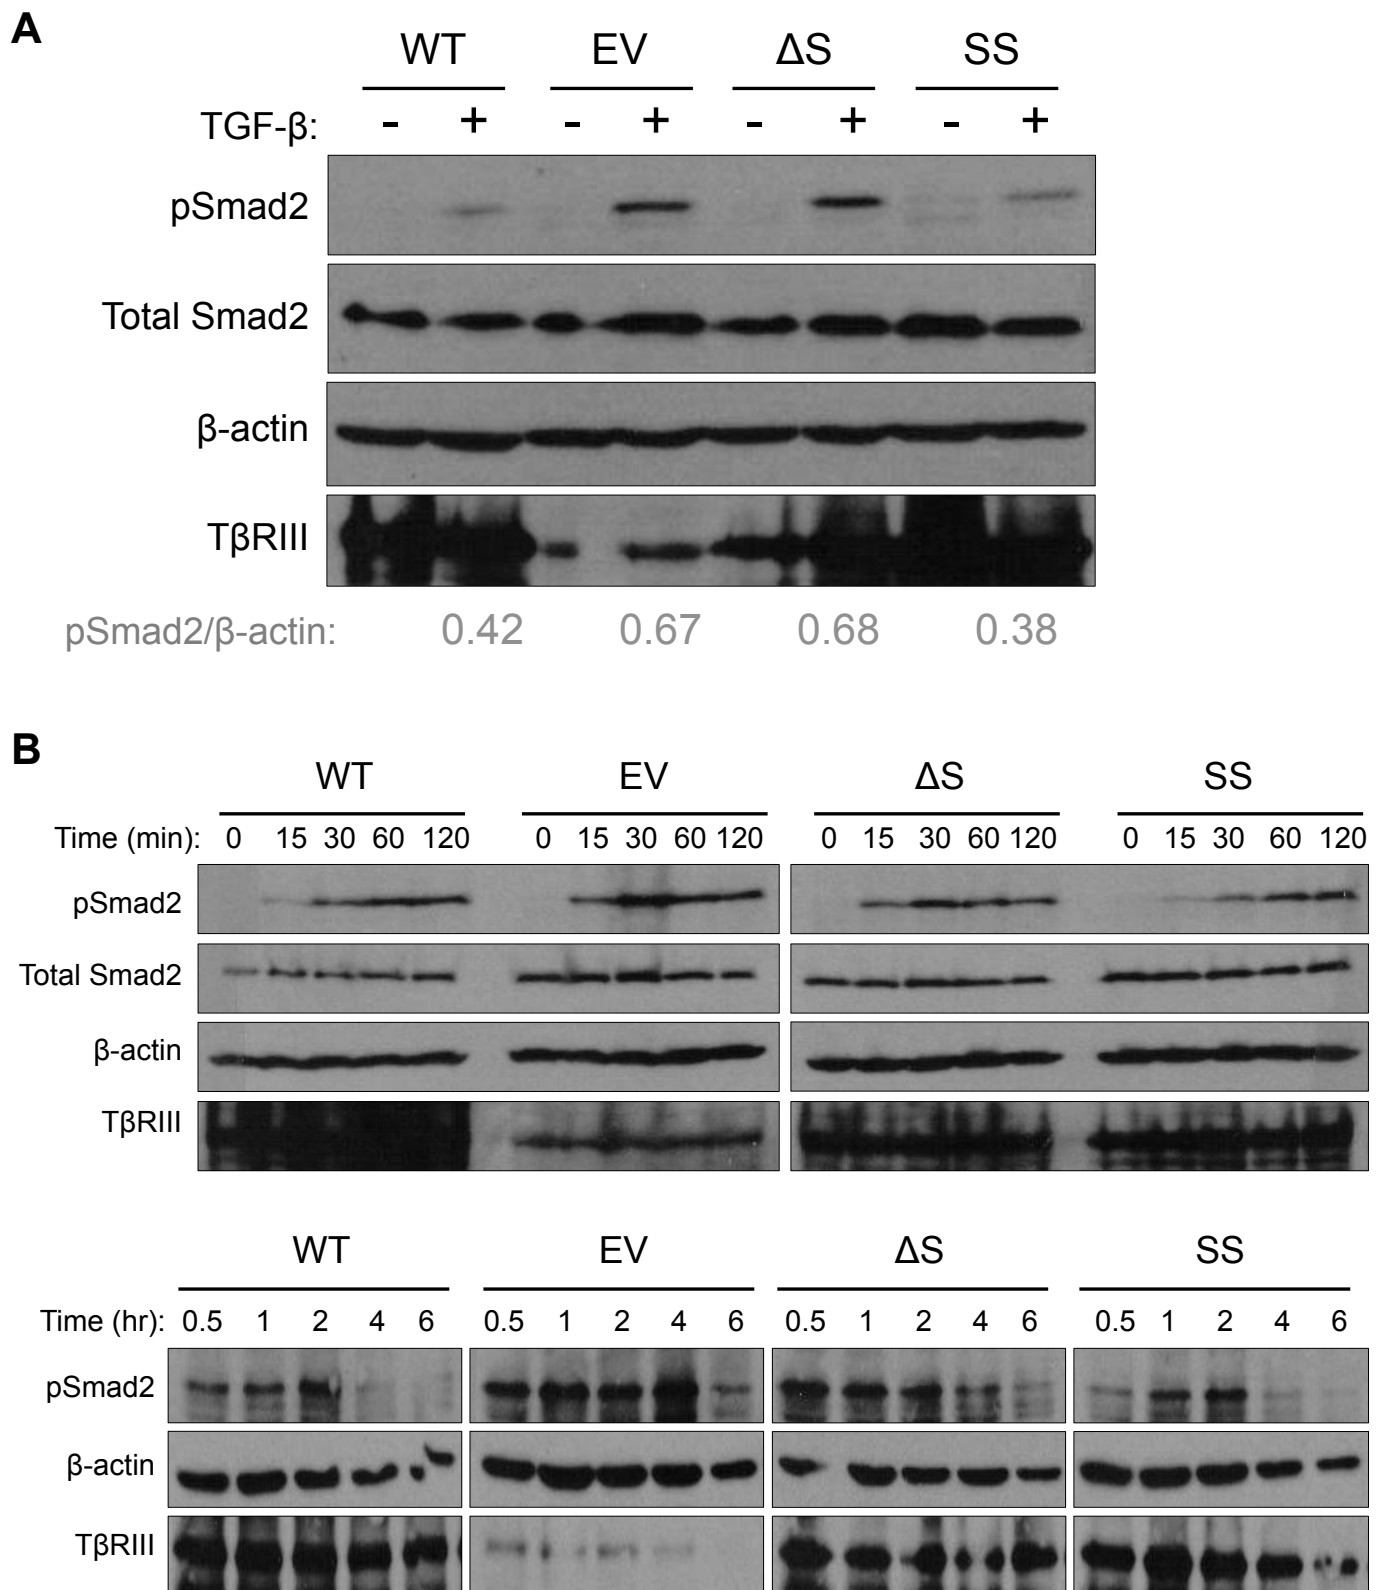 A
WT EV ΔS SS
TGF-β: - + - + - + - +
pSmad2
Total Smad2
β-actin
TβRIII
pSmad2/β-actin: 0.42 0.67 0.68 0.38
B
WT EV ΔS SS
Time (min): 0 15 30 60 120 0 15 30 60 120 0 15 30 60 120 0 15 30 60 120
pSmad2
Total Smad2
β-actin
TβRIII
WT EV ΔS SS
Time (hr): 0.5 1 2 4 6 0.5 1 2 4 6 0.5 1 2 4 6 0.5 1 2 4 6
pSmad2
β-actin
TβRIII